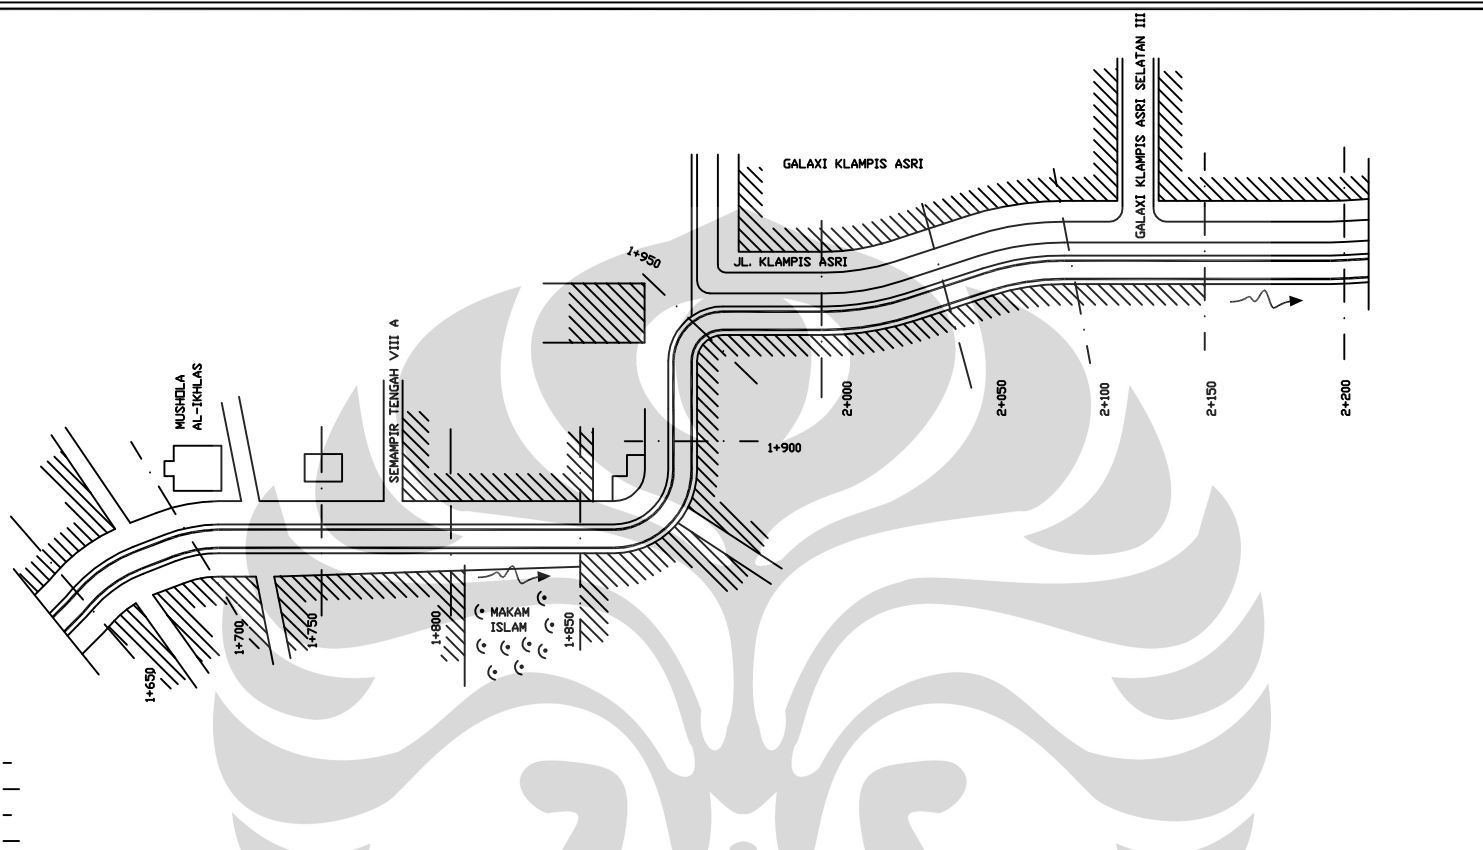 GALAXI KLAMPIS ASRI SELATAN III
GALAXI KLAMPIS ASRI
JL. KLAMPIS ASRI
1+950
SEMAMPIR TENGAH VIII A
MUSHOLA
AL-IKHLAS
2+000
2+050
2+100
2+150
2+200
1+900
MAKAM
ISLAM
1+650
1+700
1+750
1+800
1+850